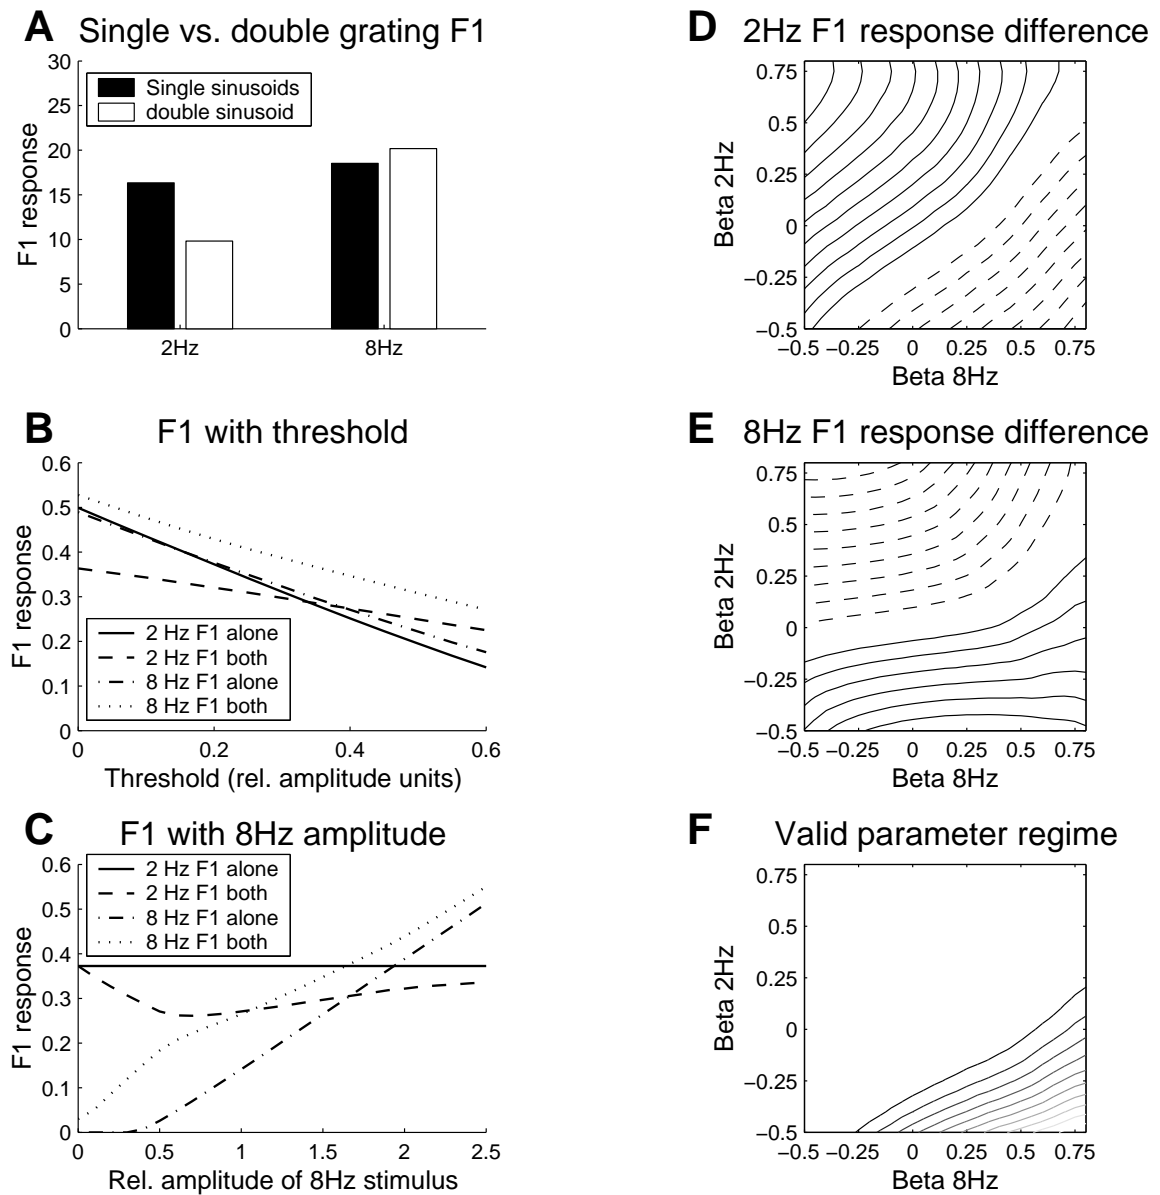 A Single vs. double grating F1
30
25
20
15
10
5
0
F1 response
Single sinusoids
double sinusoid
2Hz 8Hz
B F1 with threshold
0.6
0.5
0.4
0.3
0.2
0.1
0
F1 response
2 Hz F1 alone
2 Hz F1 both
8 Hz F1 alone
8 Hz F1 both
0 0.2 0.4 0.6
Threshold (rel. amplitude units)
C F1 with 8Hz amplitude
0.6
0.5
0.4
0.3
0.2
0.1
0
F1 response
2 Hz F1 alone
2 Hz F1 both
8 Hz F1 alone
8 Hz F1 both
0 0.5 1 1.5 2 2.5
Rel. amplitude of 8Hz stimulus
D 2Hz F1 response difference
0.75
0.5
0.25
0
−0.25
−0.5
Beta 2Hz
−0.5 −0.25 0 0.25 0.5 0.75
Beta 8Hz
E 8Hz F1 response difference
0.75
0.5
0.25
0
−0.25
−0.5
Beta 2Hz
−0.5 −0.25 0 0.25 0.5 0.75
Beta 8Hz
F Valid parameter regime
0.75
0.5
0.25
0
−0.25
−0.5
Beta 2Hz
−0.5 −0.25 0 0.25 0.5 0.75
Beta 8Hz